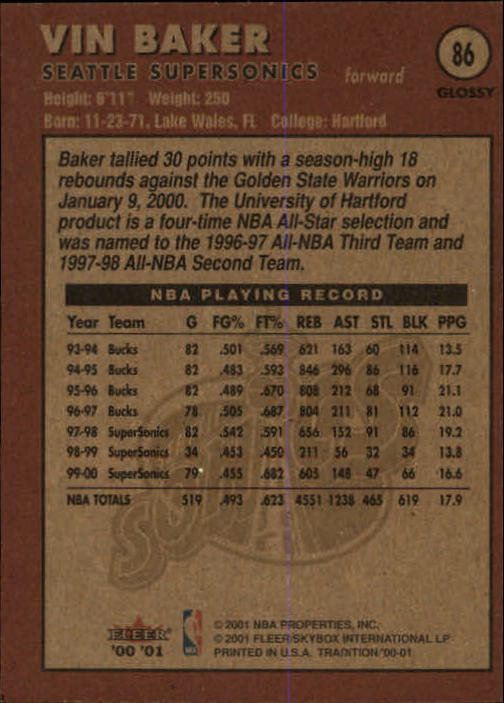 VIN BAKER
86
SEATTLE SUPERSONICS forward
GLOSSY
Height: 6'11" Weight: 250
Born: 11-23-71, Lake Wales, FL College: Hartford
Baker tallied 30 points with a season-high 18
rebounds against the Golden State Warriors on
January 9, 2000. The University of Hartford
product is a four-time NBA All-Star selection and
was named to the 1996-97 All-NBA Third Team and
1997-98 All-NBA Second Team.
NBA PLAYING RECORD
Year Team G FG% FT% REB AST STL BLK PPG
93-94 Bucks 82 .501 .569 621 163 60 114 13.5
94-95 Bucks 82 .483 .593 846 296 86 116 17.7
95-96 Bucks 82 .489 .670 808 212 68 91 21.1
96-97 Bucks 78 .505 .687 804 211 81 112 21.0
97-98 SuperSonics 82 .542 .591 656 152 91 86 19.2
98-99 SuperSonics 34 .453 .450 211 56 32 34 13.8
99-00 SuperSonics 79 .455 .682 605 148 47 66 16.6
NBA TOTALS 519 .493 .623 4551 1238 465 619 17.9
SONICS
FLEER
'00 '01
© 2001 NBA PROPERTIES, INC.
© 2001 FLEER/SKYBOX INTERNATIONAL LP
PRINTED IN U.S.A. TRADITION '00-01